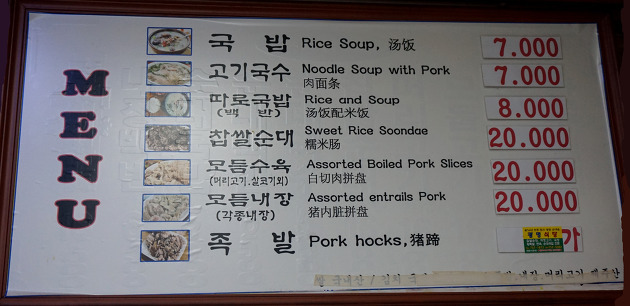 MENU
국 밥 Rice Soup, 汤饭 7.000
고기국수 Noodle Soup with Pork 7.000
肉面条
따로국밥 Rice and Soup 8.000
(백 반) 汤饭配米饭
찹쌀순대 Sweet Rice Soondae 20.000
糯米肠
모듬수육 Assorted Boiled Pork Slices 20.000
(머리고기.살코기외) 白切肉拼盘
모듬내장 Assorted entrails Pork 20.000
(각종내장) 猪内脏拼盘
족 발 Pork hocks,猪蹄 가